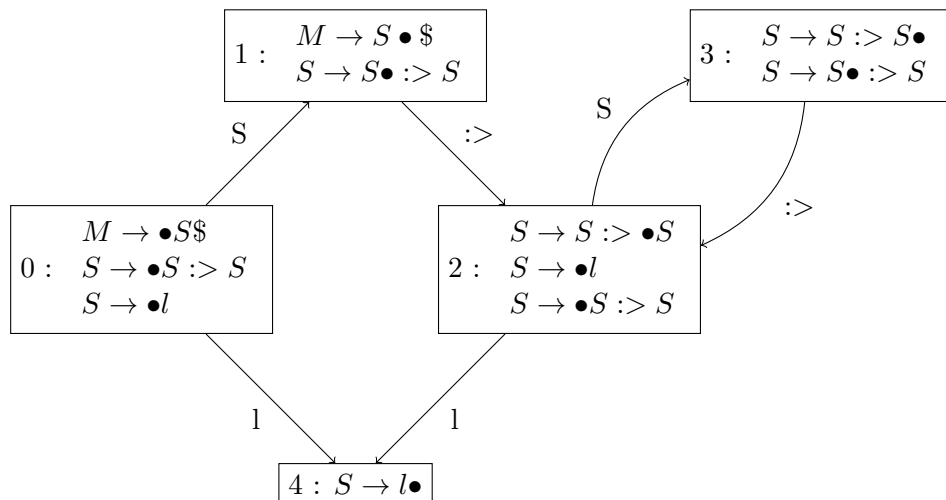 1 : M → S • $
S → S• :> S
3 : S → S :> S•
S → S• :> S
S
:>
S
:>
0 : M → •S$
S → •S :> S
S → •l
2 : S → S :> •S
S → •l
S → •S :> S
l
l
4 : S → l•